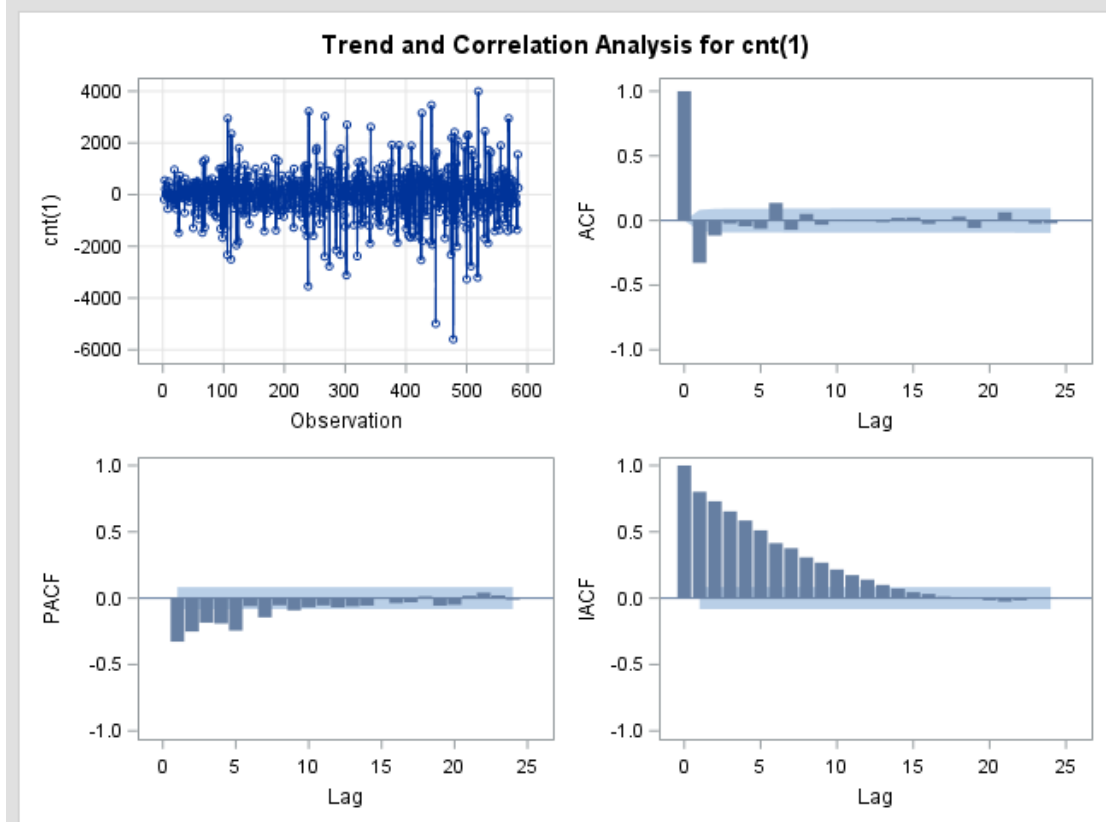 Trend and Correlation Analysis for cnt(1)
4000
2000
0
-2000
-4000
-6000
cnt(1)
0 100 200 300 400 500 600
Observation
1.0
0.5
0.0
-0.5
-1.0
ACF
0 5 10 15 20 25
Lag
1.0
0.5
0.0
-0.5
-1.0
PACF
0 5 10 15 20 25
Lag
1.0
0.5
0.0
-0.5
-1.0
IACF
0 5 10 15 20 25
Lag